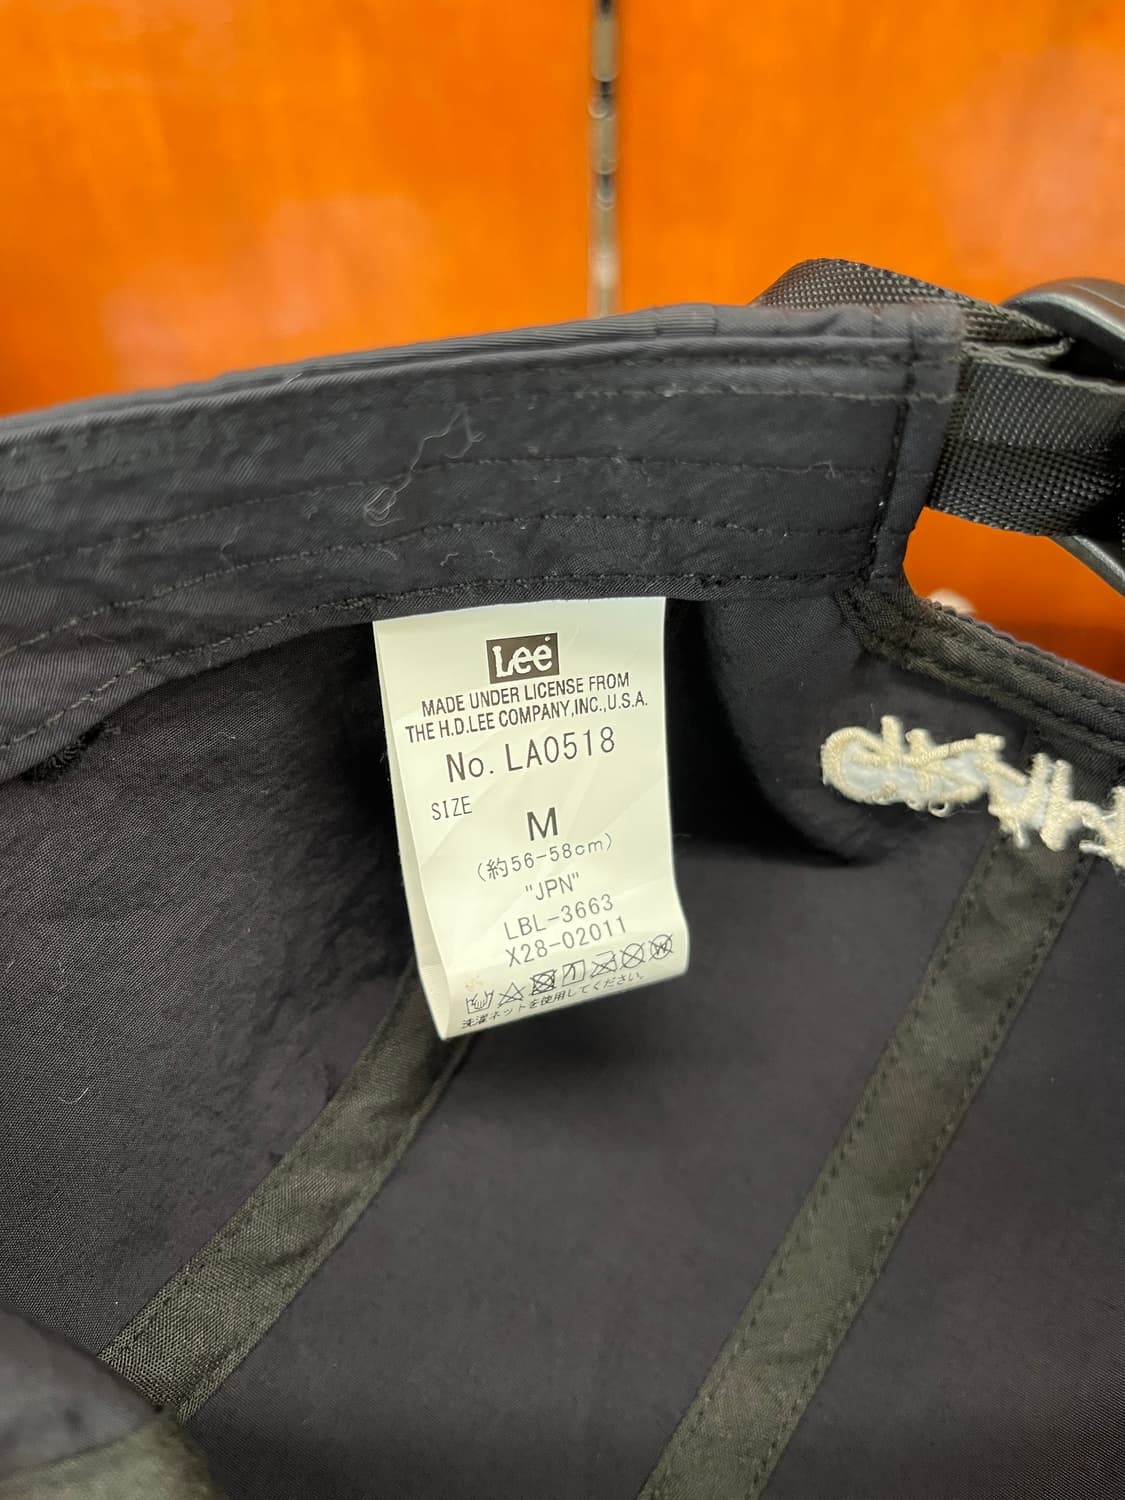 Lee
MADE UNDER LICENSE FROM
THE H.D.LEE COMPANY,INC.,U.S.A.
No. LA0518
SIZE
M
(約56-58cm)
"JPN"
LBL-3663
X28-02011
洗濯ネットを使用してください。